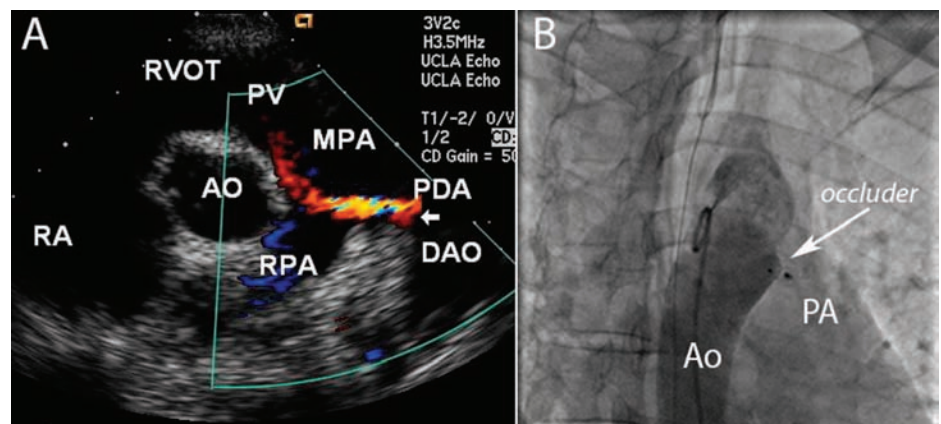 A
3V2c
H3.5MHz
UCLA Echo
UCLA Echo
T1/-2/ 0/V
1/2 CD:
CD Gain = 50
RVOT
PV
MPA
AO
PDA
RA
RPA
DAO
B
occluder
PA
Ao